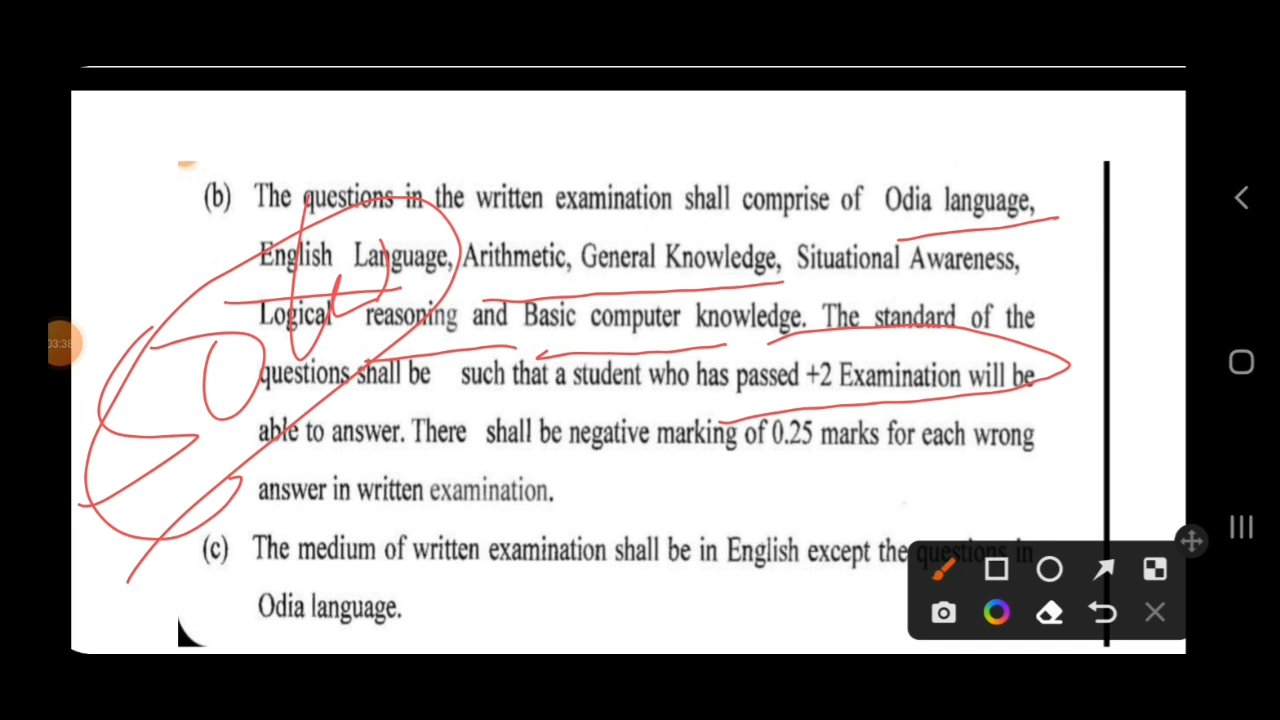 (b) The questions in the written examination shall comprise of Odia language,
English Language, Arithmetic, General Knowledge, Situational Awareness,
Logical reasoning and Basic computer knowledge. The standard of the
questions shall be such that a student who has passed +2 Examination will be
able to answer. There shall be negative marking of 0.25 marks for each wrong
answer in written examination.
(c) The medium of written examination shall be in English except the questions in
Odia language.
03:38